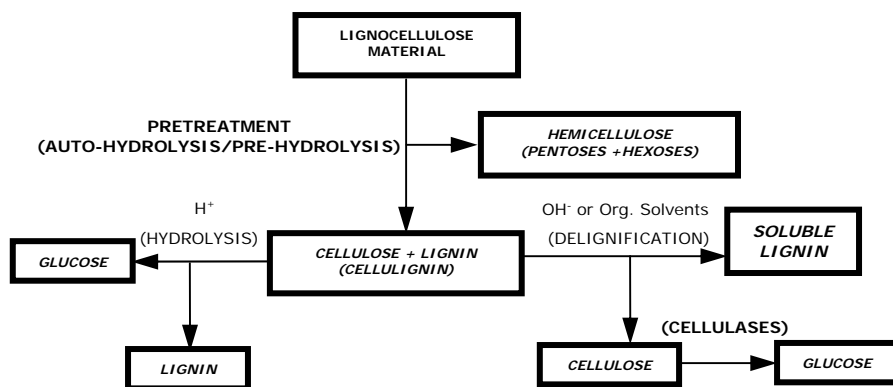 LIGNOCELLULOSE
MATERIAL
PRETREATMENT
(AUTO-HYDROLYSIS/PRE-HYDROLYSIS)
HEMICELLULOSE
(PENTOSES +HEXOSES)
H⁺
(HYDROLYSIS)
OH⁻ or Org. Solvents
(DELIGNIFICATION)
GLUCOSE
CELLULOSE + LIGNIN
(CELLULIGNIN)
SOLUBLE
LIGNIN
(CELLULASES)
LIGNIN
CELLULOSE
GLUCOSE